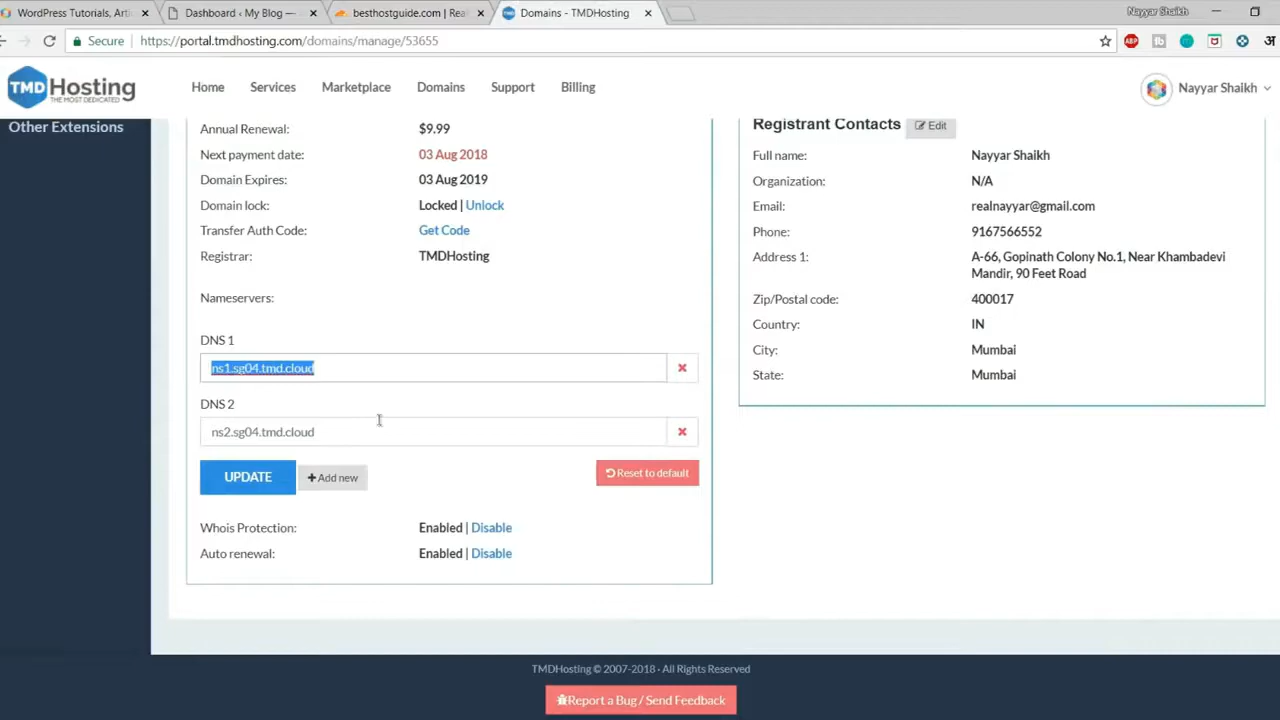 WordPress Tutorials, Arti
Dashboard ‹ My Blog —
besthostguide.com | Rea
Domains - TMDHosting
Nayyar Shaikh
Secure
https://portal.tmdhosting.com/domains/manage/53655
ABP
अ
TMDHosting
THE MOST DEDICATED
Home
Services
Marketplace
Domains
Support
Billing
Nayyar Shaikh
Other Extensions
Annual Renewal: $9.99
Next payment date: 03 Aug 2018
Domain Expires: 03 Aug 2019
Domain lock: Locked | Unlock
Transfer Auth Code: Get Code
Registrar: TMDHosting
Nameservers:
DNS 1
ns1.sg04.tmd.cloud
DNS 2
ns2.sg04.tmd.cloud
UPDATE
Add new
Reset to default
Whois Protection: Enabled | Disable
Auto renewal: Enabled | Disable
Registrant Contacts
Edit
Full name: Nayyar Shaikh
Organization: N/A
Email: realnayyar@gmail.com
Phone: 9167566552
Address 1: A-66, Gopinath Colony No.1, Near Khambadevi
Mandir, 90 Feet Road
Zip/Postal code: 400017
Country: IN
City: Mumbai
State: Mumbai
TMDHosting © 2007-2018 · All Rights Reserved
Report a Bug / Send Feedback